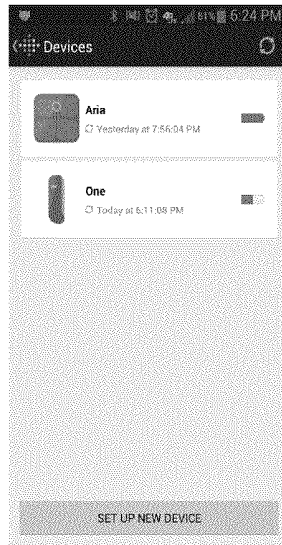 81% 6:24 PM
Devices
Aria
Yesterday at 7:56:04 PM
One
Today at 6:11:08 PM
SET UP NEW DEVICE